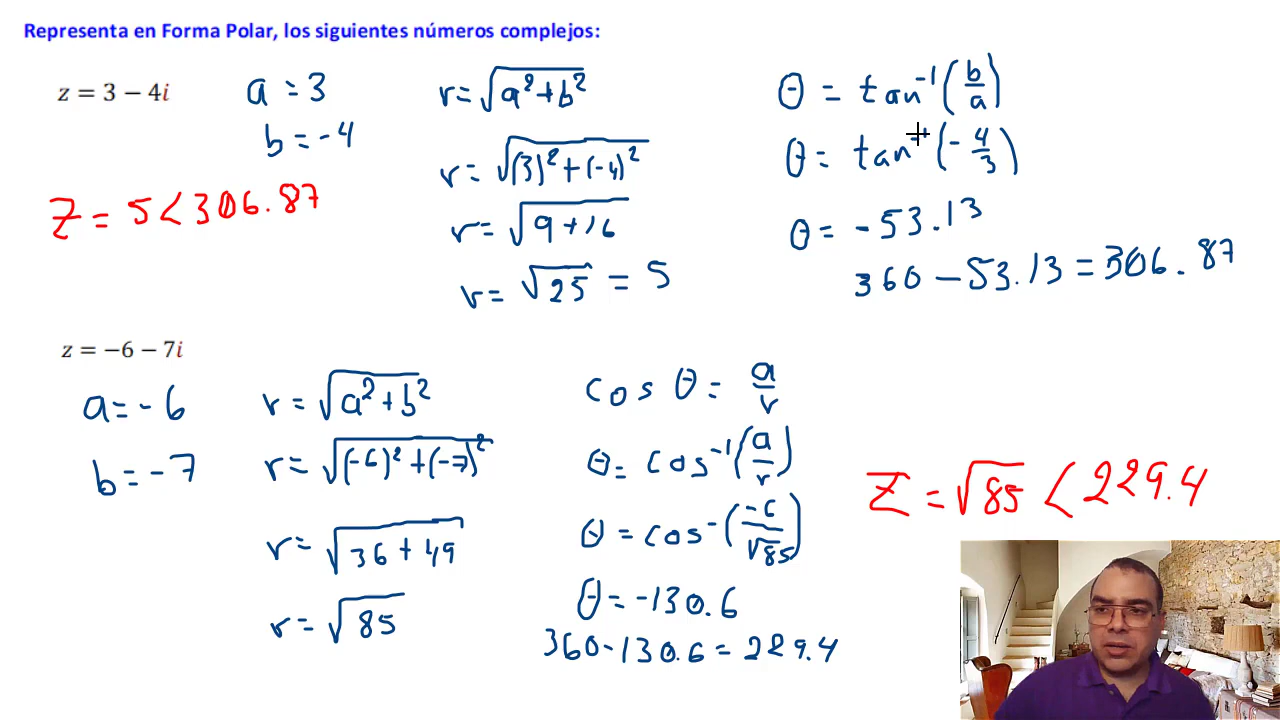 Representa en Forma Polar, los siguientes números complejos:
z = 3 − 4i
a = 3
b = -4
Z = 5 < 306.87
r = √(a² + b²)
r = √((3)² + (-4)²)
r = √(9 + 16)
r = √25 = 5
θ = tan⁻¹(b/a)
θ = tan⁻¹(-4/3)
θ = -53.13
360 - 53.13 = 306.87
z = −6 − 7i
a = -6
b = -7
r = √(a² + b²)
r = √((-6)² + (-7)²)
r = √(36 + 49)
r = √85
cos θ = a/r
θ = cos⁻¹(a/r)
θ = cos⁻(-6/√85)
θ = -130.6
360 - 130.6 = 229.4
Z = √85 < 229.4